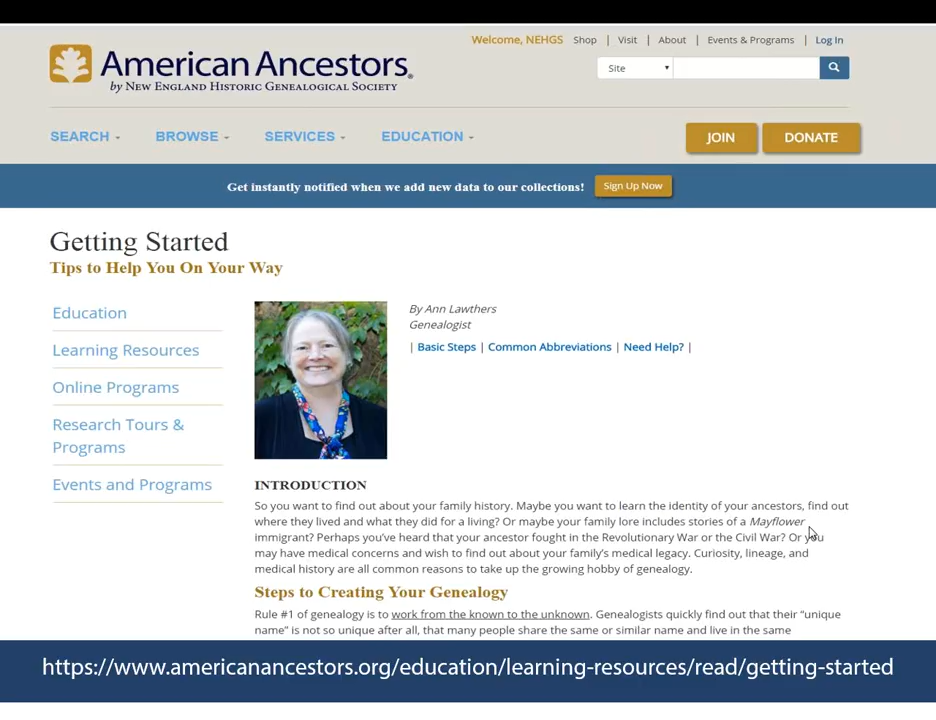 Welcome, NEHGS Shop | Visit | About | Events & Programs | Log In
American Ancestors®
by NEW ENGLAND HISTORIC GENEALOGICAL SOCIETY
Site
SEARCH BROWSE SERVICES EDUCATION JOIN DONATE
Get instantly notified when we add new data to our collections! Sign Up Now
Getting Started
Tips to Help You On Your Way
Education
Learning Resources
Online Programs
Research Tours &
Programs
Events and Programs
By Ann Lawthers
Genealogist
| Basic Steps | Common Abbreviations | Need Help? |
INTRODUCTION
So you want to find out about your family history. Maybe you want to learn the identity of your ancestors, find out
where they lived and what they did for a living? Or maybe your family lore includes stories of a Mayflower
immigrant? Perhaps you’ve heard that your ancestor fought in the Revolutionary War or the Civil War? Or you
may have medical concerns and wish to find out about your family’s medical legacy. Curiosity, lineage, and
medical history are all common reasons to take up the growing hobby of genealogy.
Steps to Creating Your Genealogy
Rule #1 of genealogy is to work from the known to the unknown. Genealogists quickly find out that their “unique
name” is not so unique after all, that many people share the same or similar name and live in the same
https://www.americanancestors.org/education/learning-resources/read/getting-started